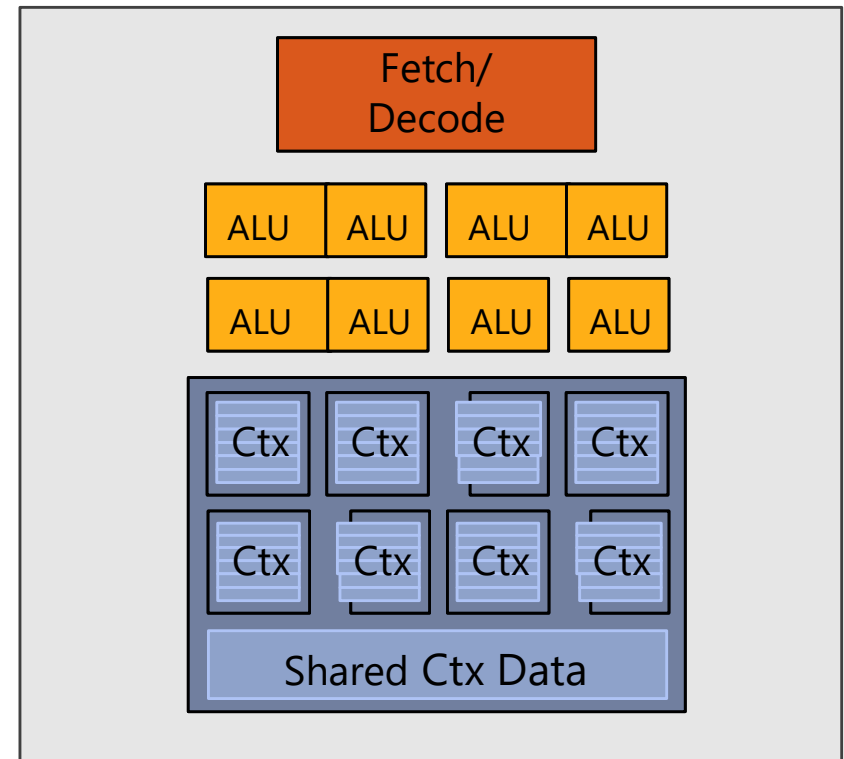 Fetch/
Decode
ALU ALU ALU ALU
ALU ALU ALU ALU
Ctx Ctx Ctx Ctx
Ctx Ctx Ctx Ctx
Shared Ctx Data